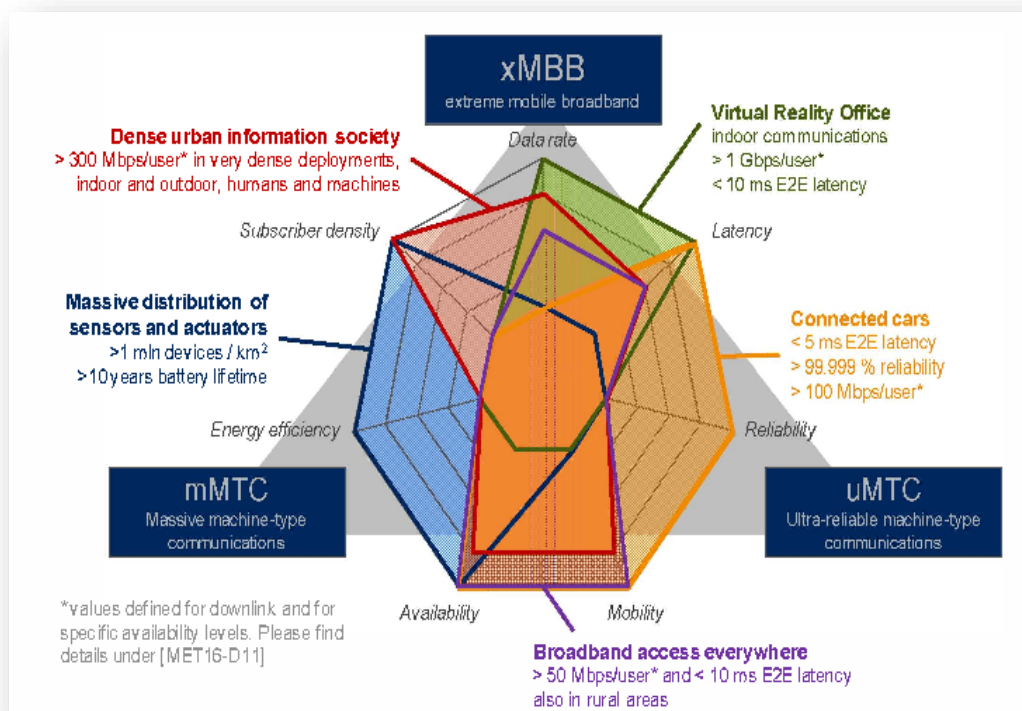 xMBB
extreme mobile broadband
Data rate
Dense urban information society
> 300 Mbps/user* in very dense deployments,
indoor and outdoor, humans and machines
Virtual Reality Office
indoor communications
> 1 Gbps/user*
< 10 ms E2E latency
Subscriber density
Latency
Massive distribution of
sensors and actuators
>1 mln devices / km²
>10 years battery lifetime
Connected cars
< 5 ms E2E latency
> 99.999 % reliability
> 100 Mbps/user*
Energy efficiency
Reliability
mMTC
Massive machine-type
communications
uMTC
Ultra-reliable machine-type
communications
Availability
Mobility
*values defined for downlink and for
specific availability levels. Please find
details under [MET16-D11]
Broadband access everywhere
> 50 Mbps/user* and < 10 ms E2E latency
also in rural areas